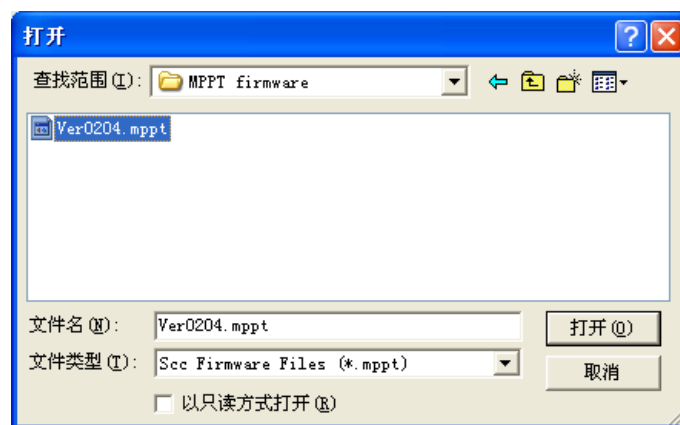 打开
查找范围(I): MPPT firmware
Ver0204.mppt
文件名(N): Ver0204.mppt 打开(O)
文件类型(T): Scc Firmware Files (*.mppt) 取消
以只读方式打开(R)